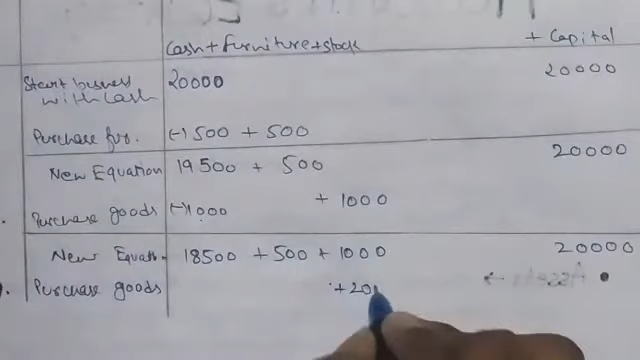 Cash + furniture + stock + Capital
Start business 20000 20000
with Cash
Purchase fur. (-) 500 + 500
New Equation 19500 + 500 20000
Purchase goods (-) 1000 + 1000
New Equatn. 18500 + 500 + 1000 20000
Purchase goods + 20